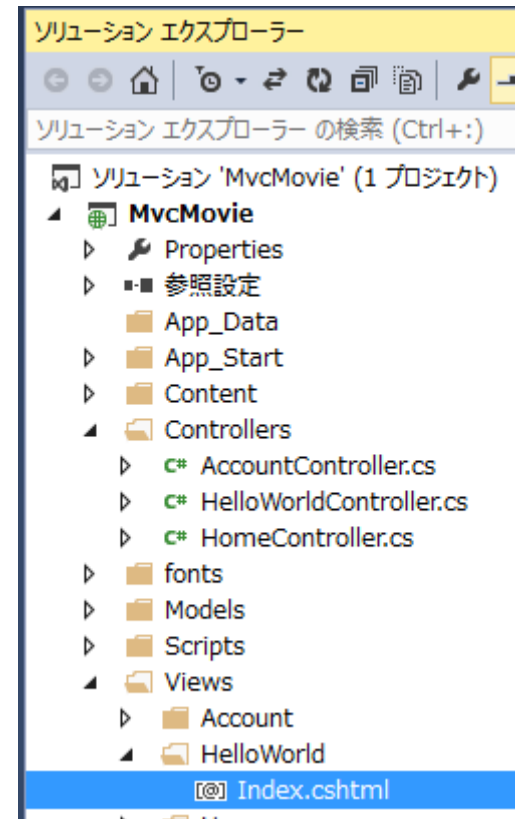 ソリューション エクスプローラー
ソリューション エクスプローラー の検索 (Ctrl+:)
ソリューション 'MvcMovie' (1 プロジェクト)
MvcMovie
Properties
参照設定
App_Data
App_Start
Content
Controllers
C# AccountController.cs
C# HelloWorldController.cs
C# HomeController.cs
fonts
Models
Scripts
Views
Account
HelloWorld
[@] Index.cshtml